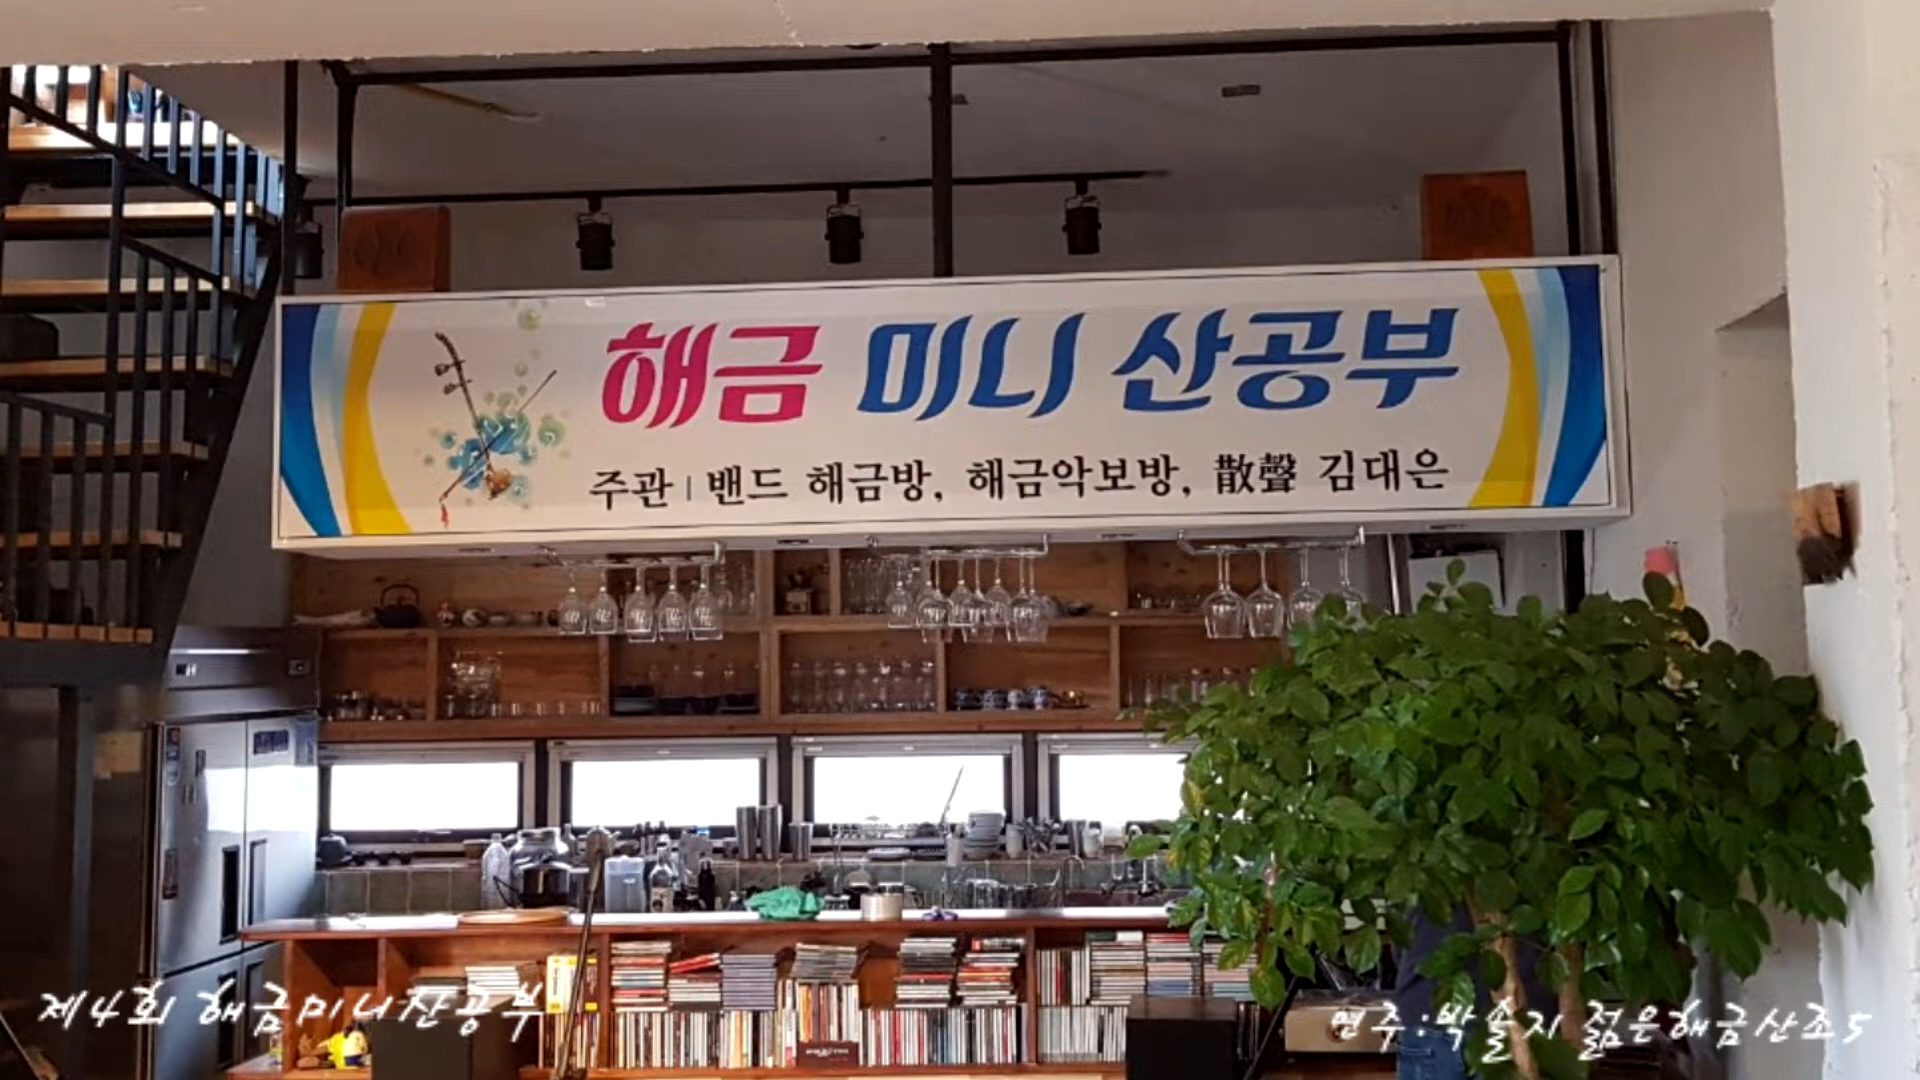 해금 미니 산공부
주관 | 밴드 해금방, 해금악보방, 散聲 김대은
제4회 해금미니산공부
연주:박솔지 젊은해금산조5